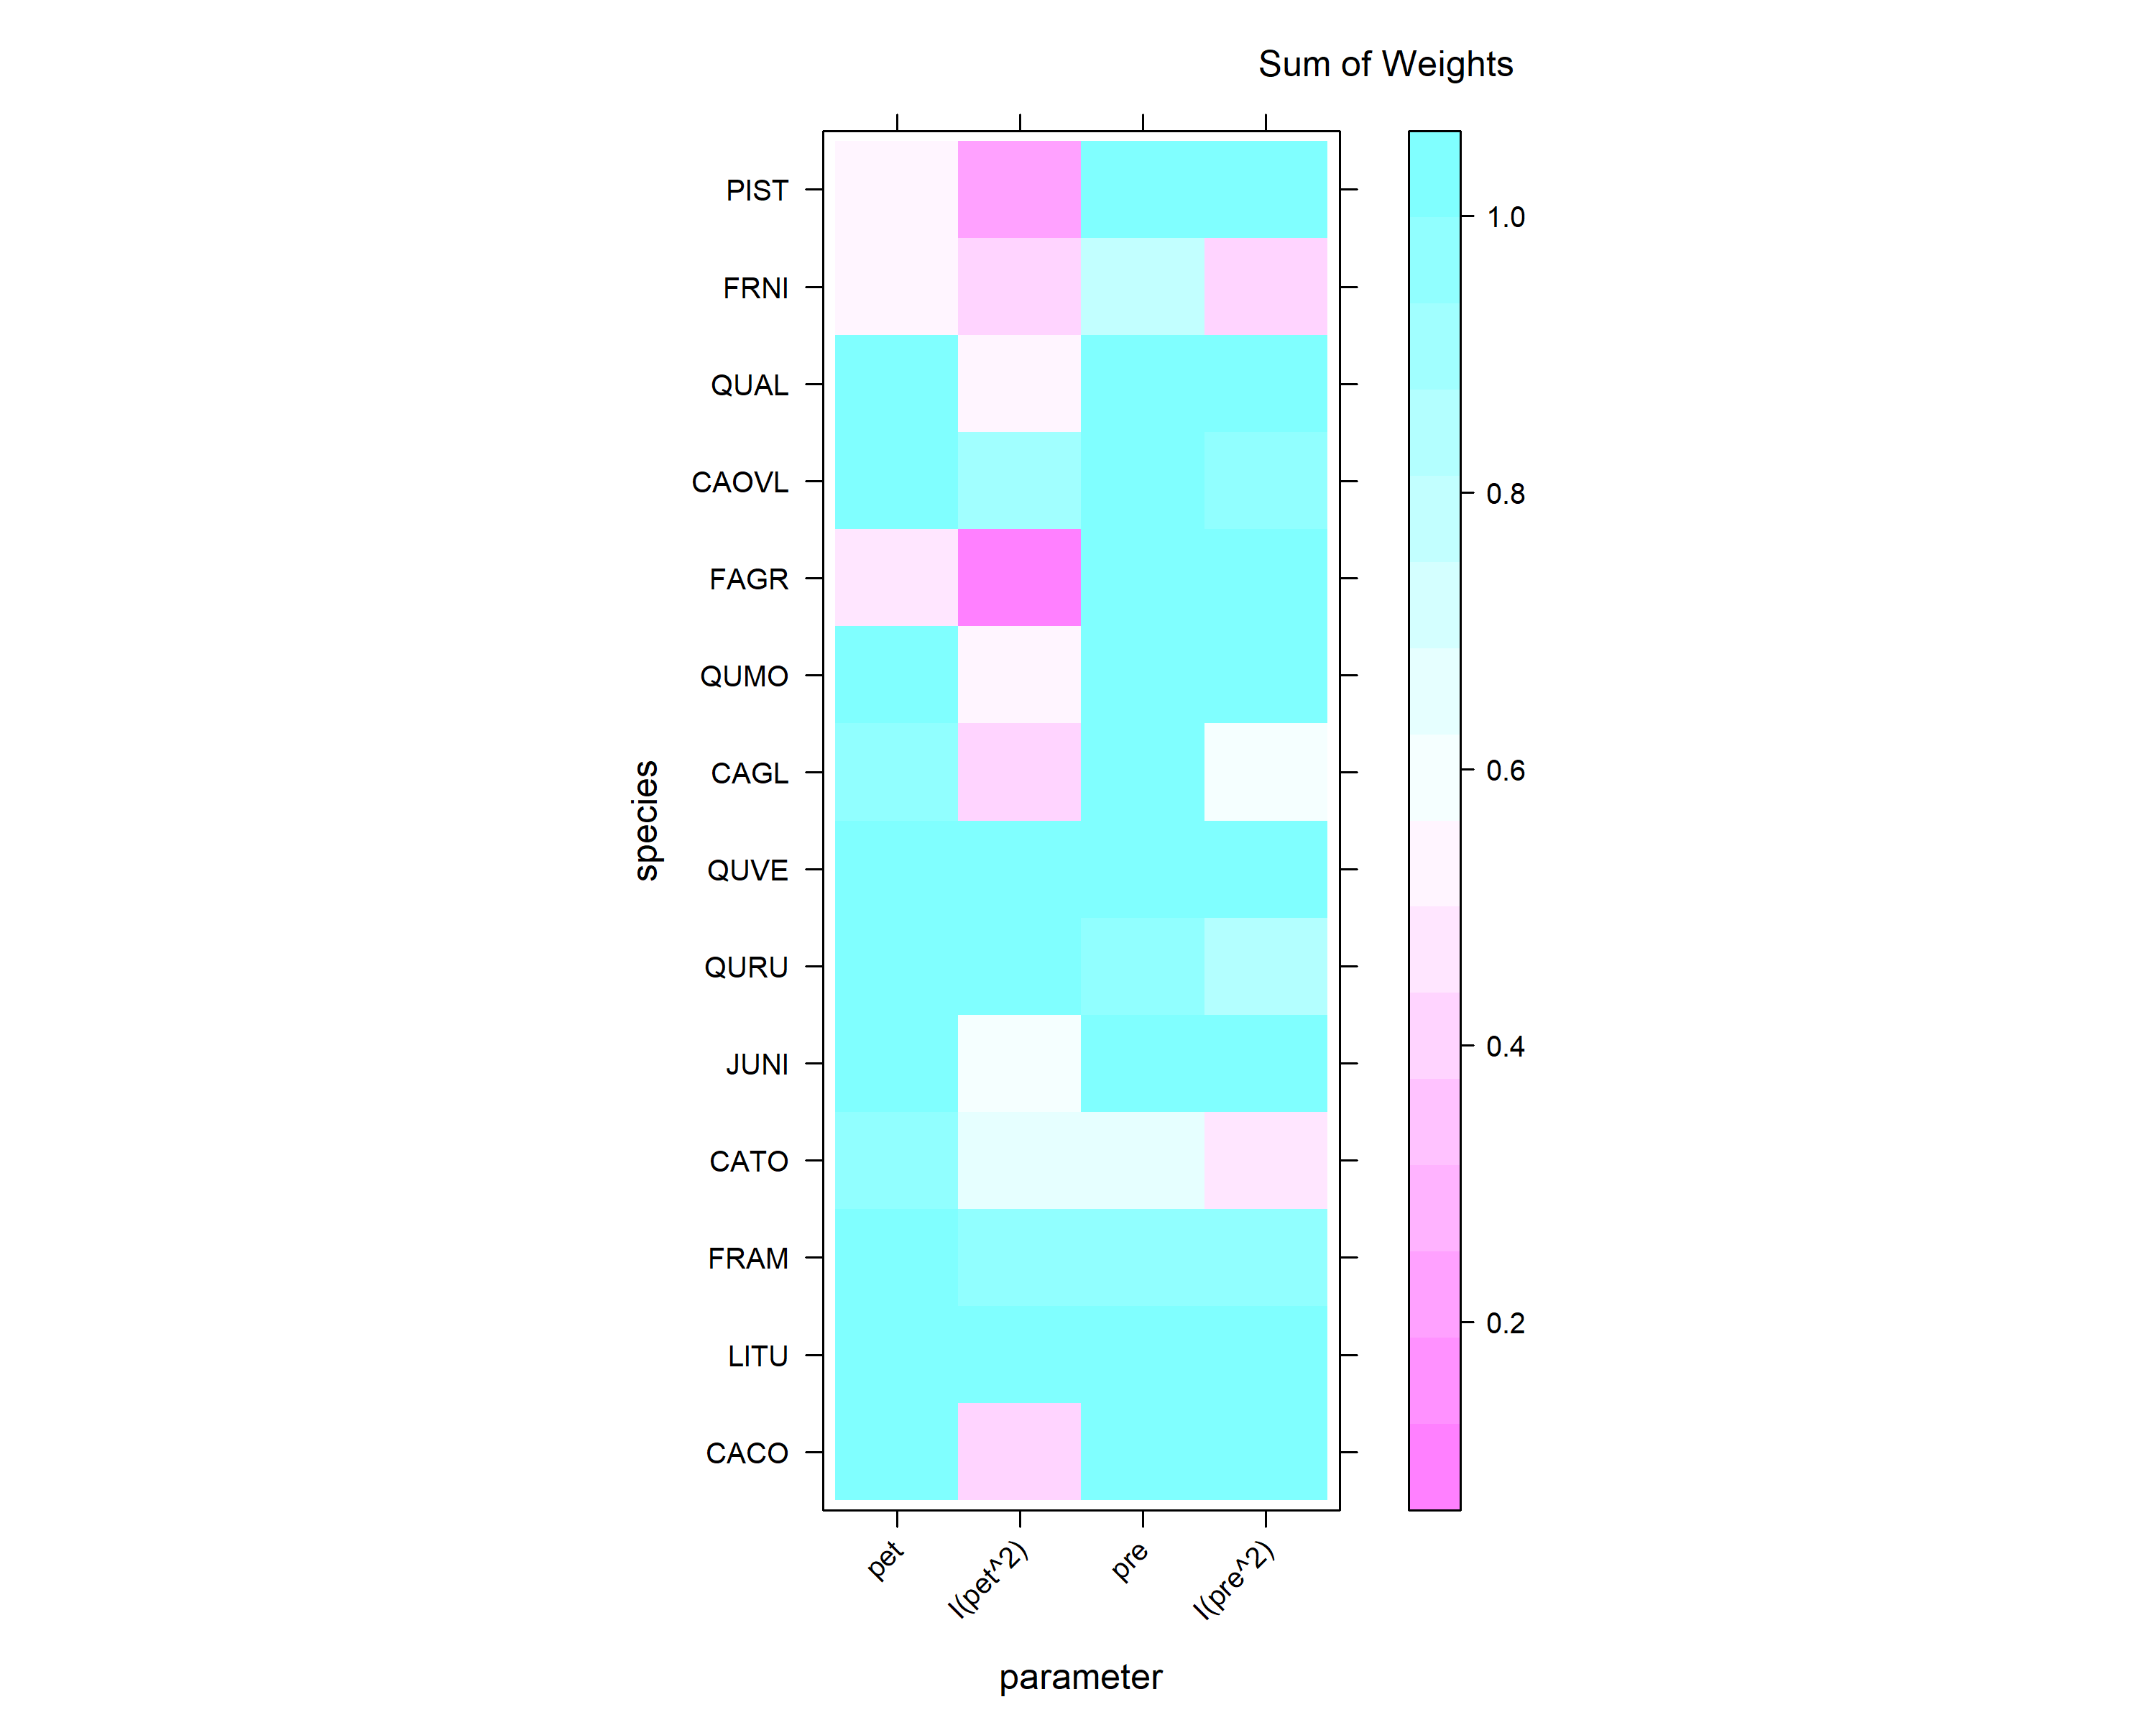 Sum of Weights
PIST
FRNI
QUAL
CAOVL
FAGR
QUMO
CAGL
QUVE
QURU
JUNI
CATO
FRAM
LITU
CACO
species
1.0
0.8
0.6
0.4
0.2
pet
I(pet^2)
pre
I(pre^2)
parameter